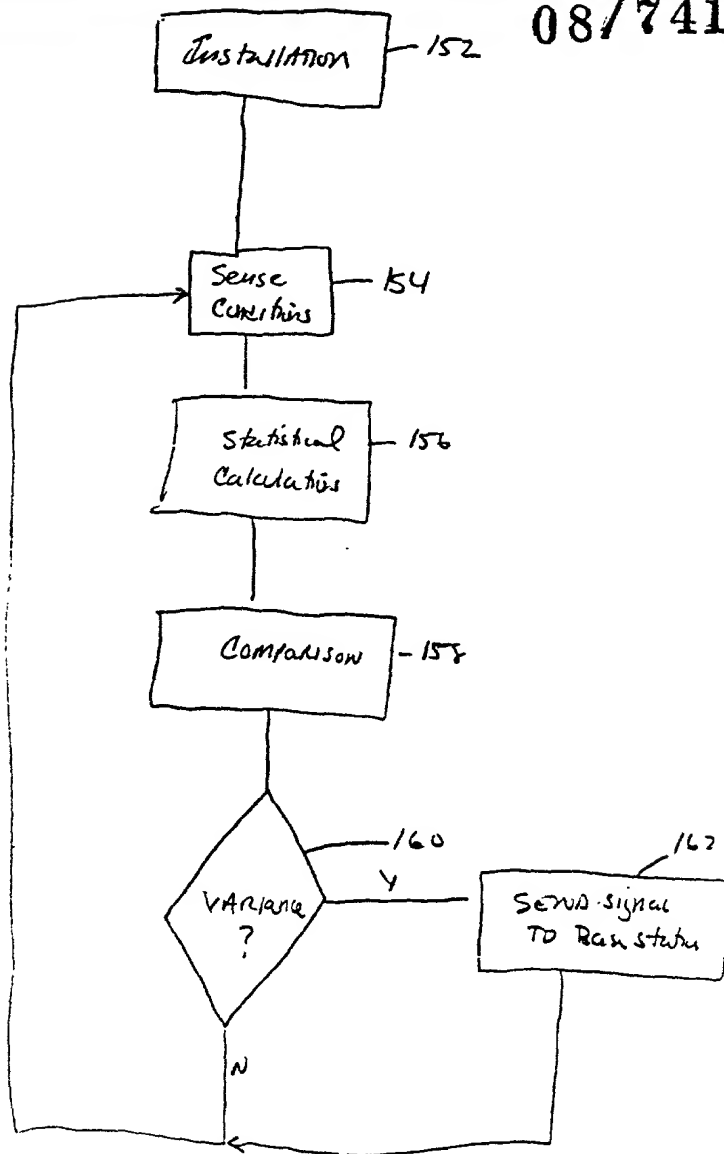 08/741
Installation
152
Sense
Conditions
154
Statistical
Calculations
156
Comparison
158
160
Variance
?
Y
162
Send signal
To Base station
N